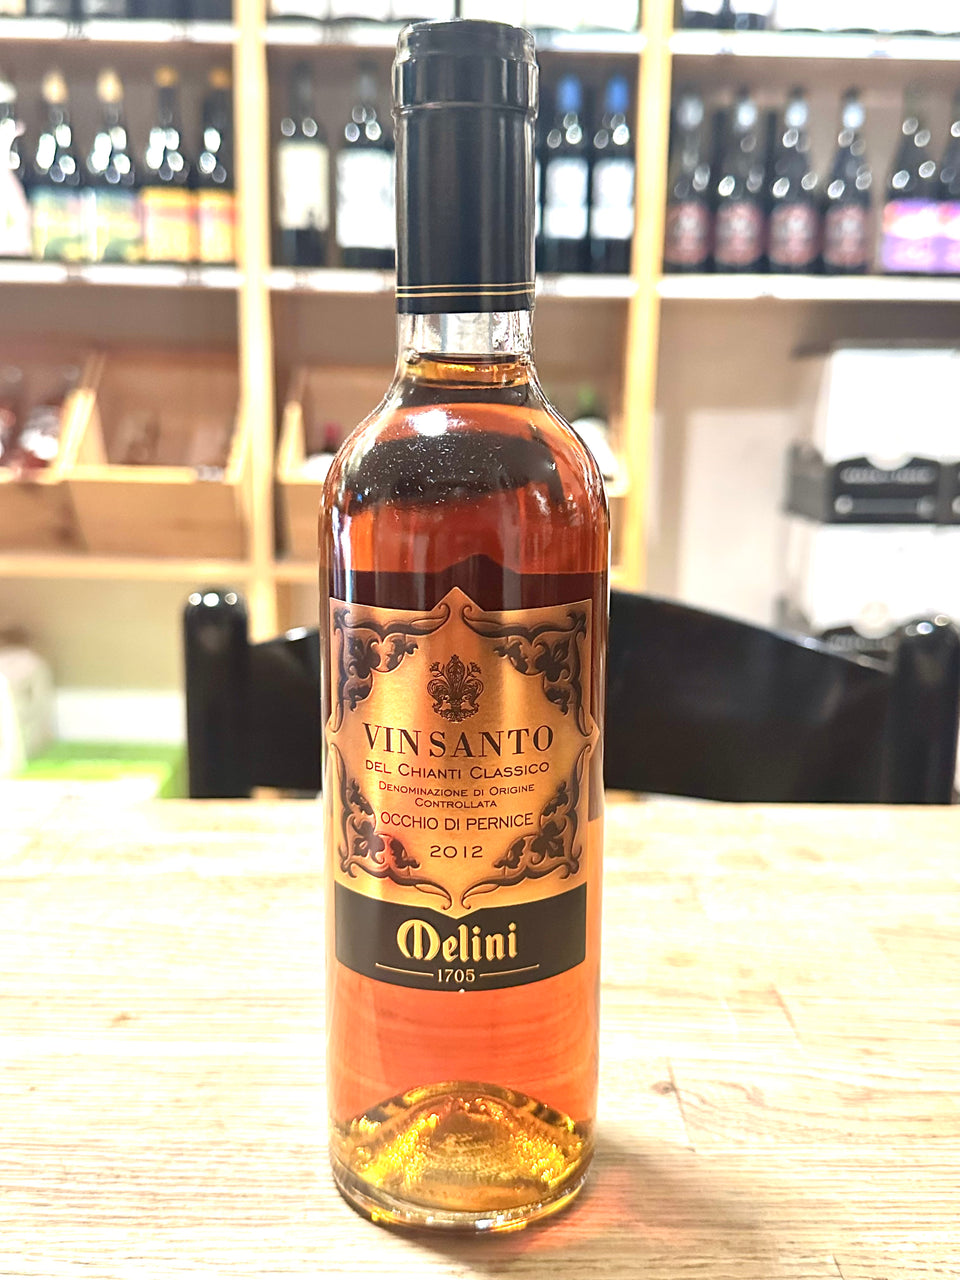 VINSANTO
DEL CHIANTI CLASSICO
DENOMINAZIONE DI ORIGINE
CONTROLLATA
OCCHIO DI PERNICE
2012
Melini
1705